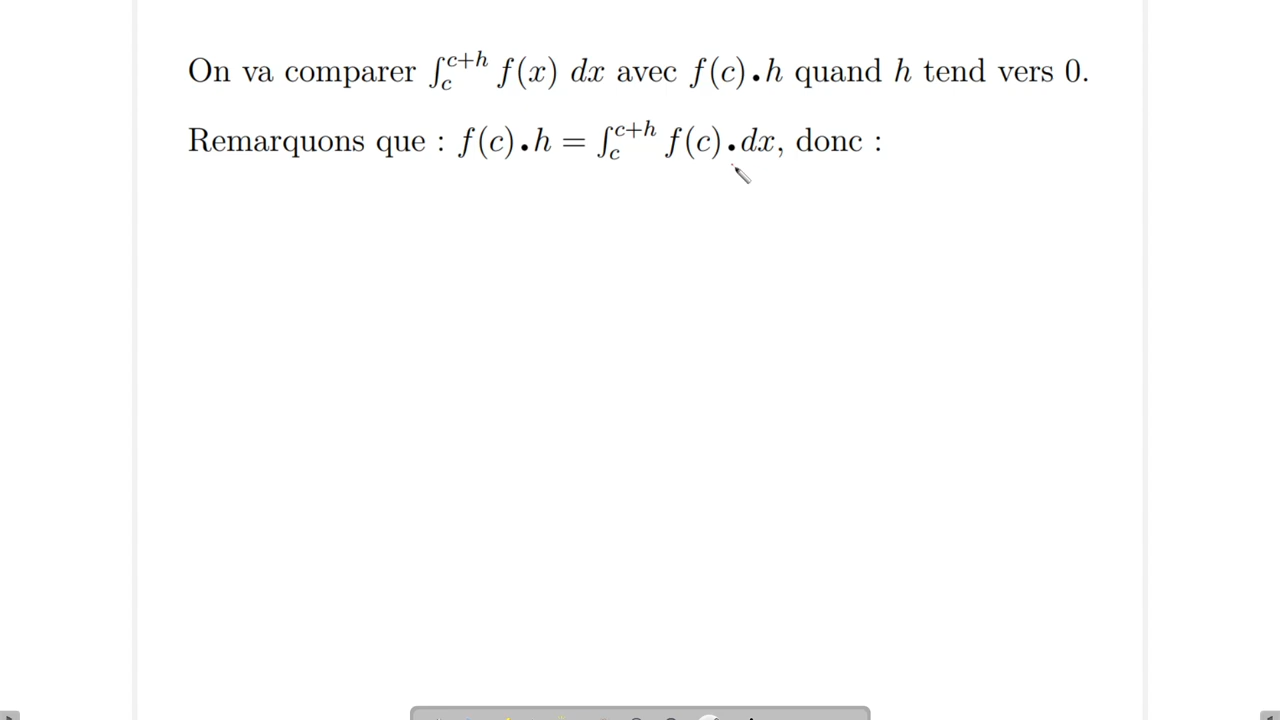 On va comparer ∫_c^{c+h} f(x) dx avec f(c) • h quand h tend vers 0.
Remarquons que : f(c) • h = ∫_c^{c+h} f(c) • dx, donc :